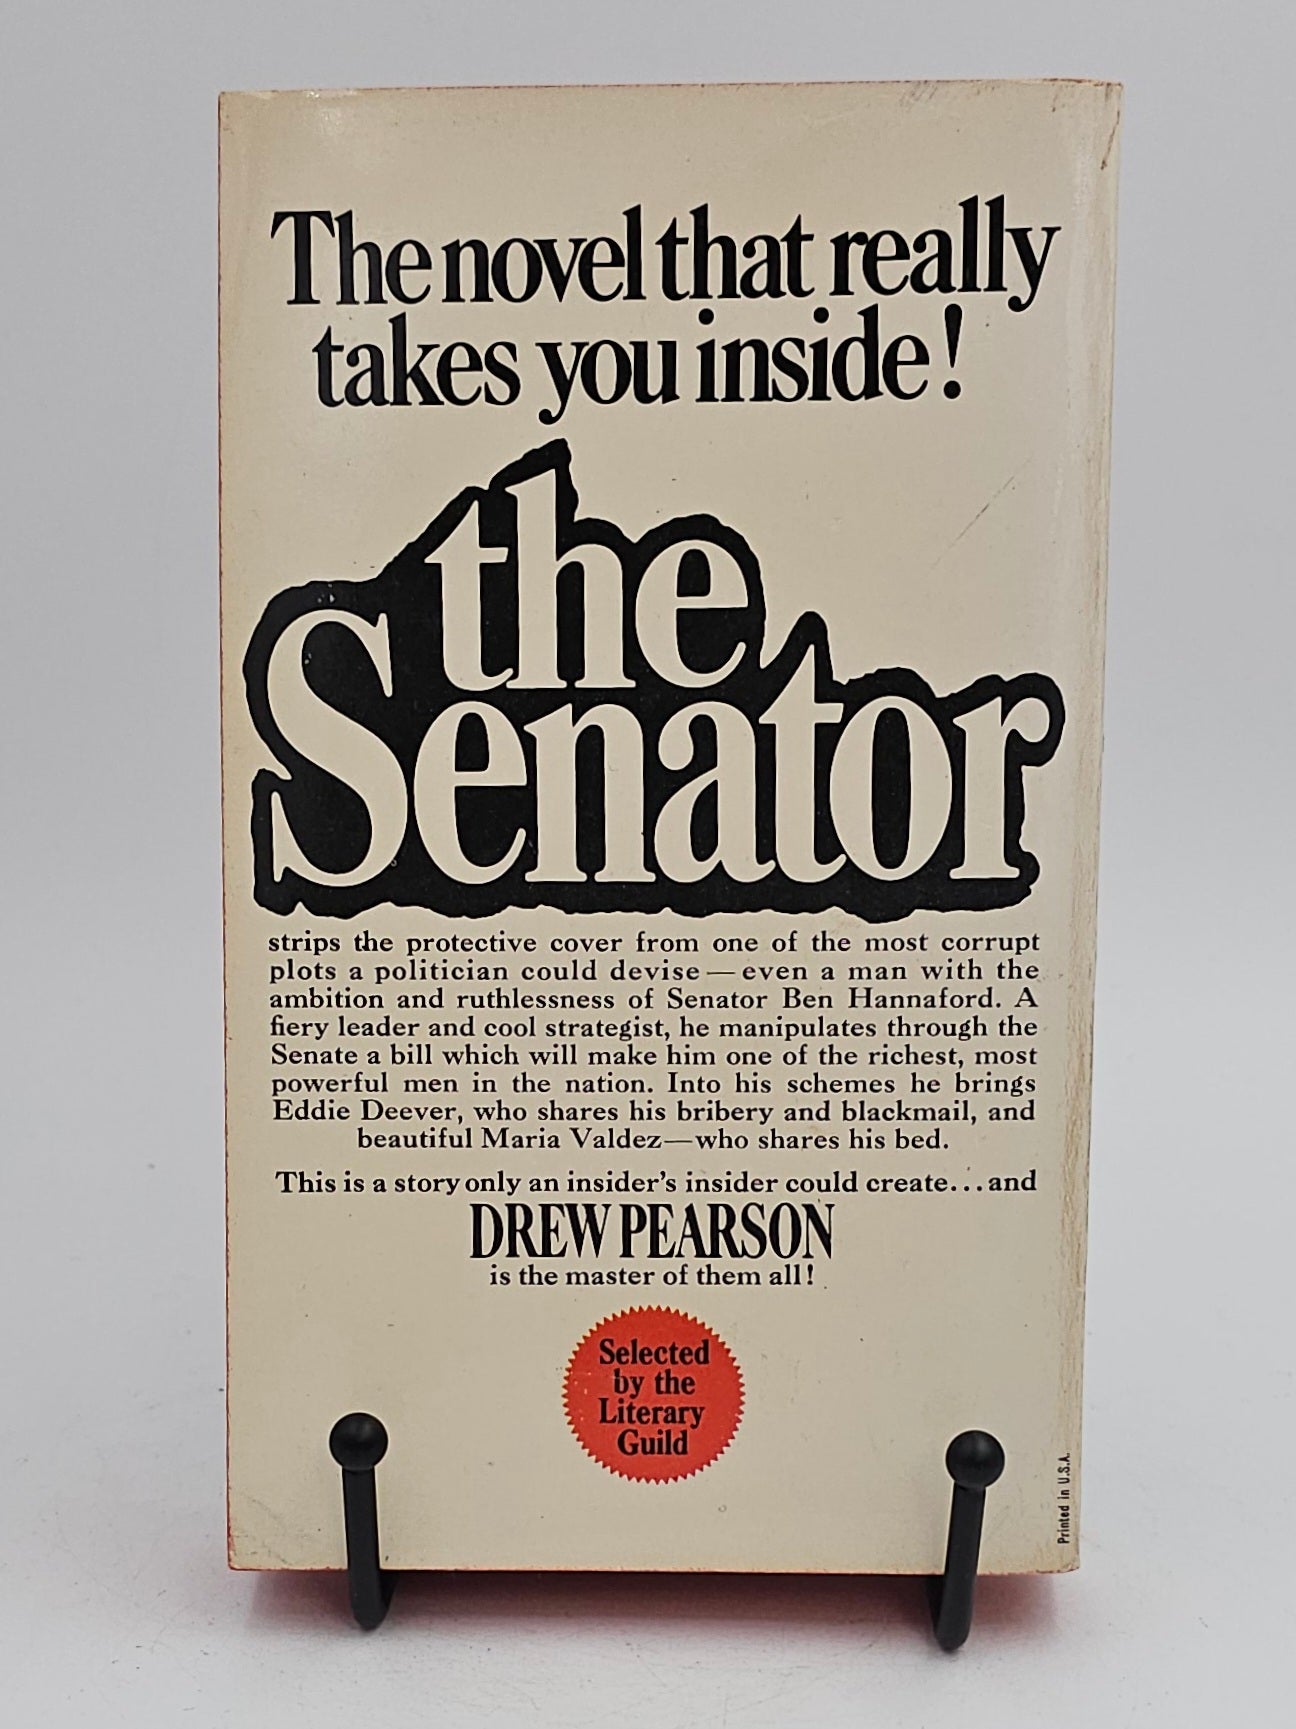 The novel that really
takes you inside!
the
Senator
strips the protective cover from one of the most corrupt
plots a politician could devise — even a man with the
ambition and ruthlessness of Senator Ben Hannaford. A
fiery leader and cool strategist, he manipulates through the
Senate a bill which will make him one of the richest, most
powerful men in the nation. Into his schemes he brings
Eddie Deever, who shares his bribery and blackmail, and
beautiful Maria Valdez—who shares his bed.
This is a story only an insider's insider could create...and
DREW PEARSON
is the master of them all!
Selected
by the
Literary
Guild
Printed in U.S.A.